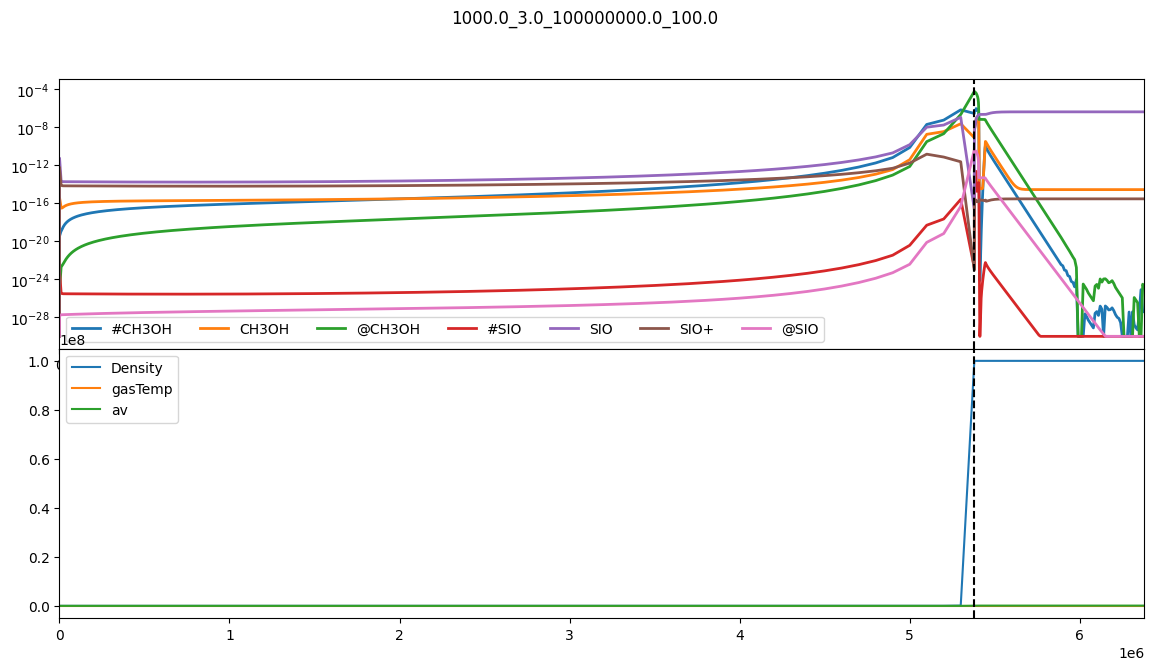 1000.0_3.0_100000000.0_100.0
10⁻⁴
10⁻⁸
10⁻¹²
10⁻¹⁶
10⁻²⁰
10⁻²⁴
10⁻²⁸
#CH3OH CH3OH @CH3OH #SIO SIO SIO+ @SIO
1e8
1.0
0.8
0.6
0.4
0.2
0.0
Density
gasTemp
av
0 1 2 3 4 5 6
1e6